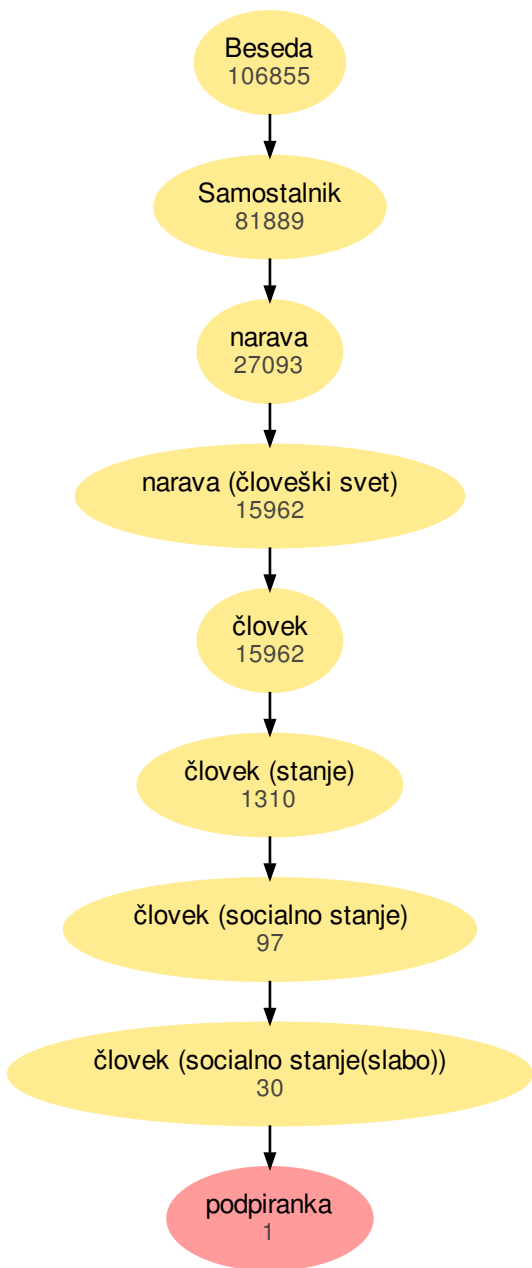 Beseda
106855
Samostalnik
81889
narava
27093
narava (človeški svet)
15962
človek
15962
človek (stanje)
1310
človek (socialno stanje)
97
človek (socialno stanje(slabo))
30
podpiranka
1